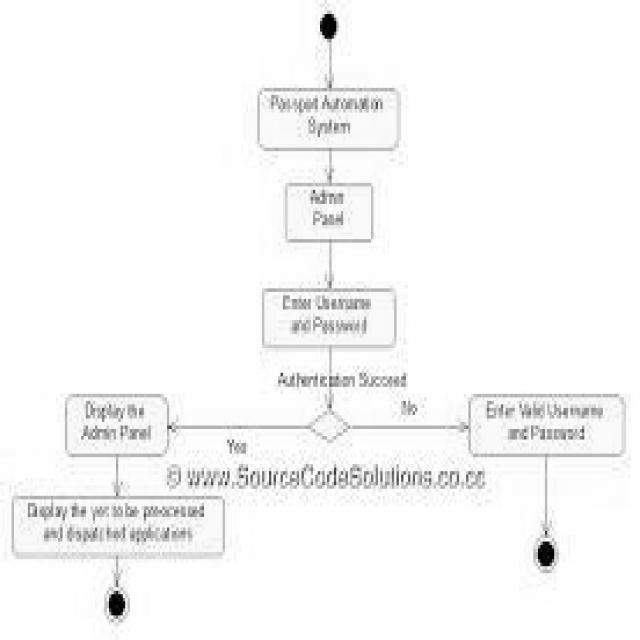 Passport Automation
System
Admin
Panel
Enter Username
and Password
Authentication Succeed
No
Display the
Admin Panel
Enter Valid Username
and Password
Yes
© www.SourceCodeSolutions.co.cc
Display the yet to be preocessed
and dispatched applications